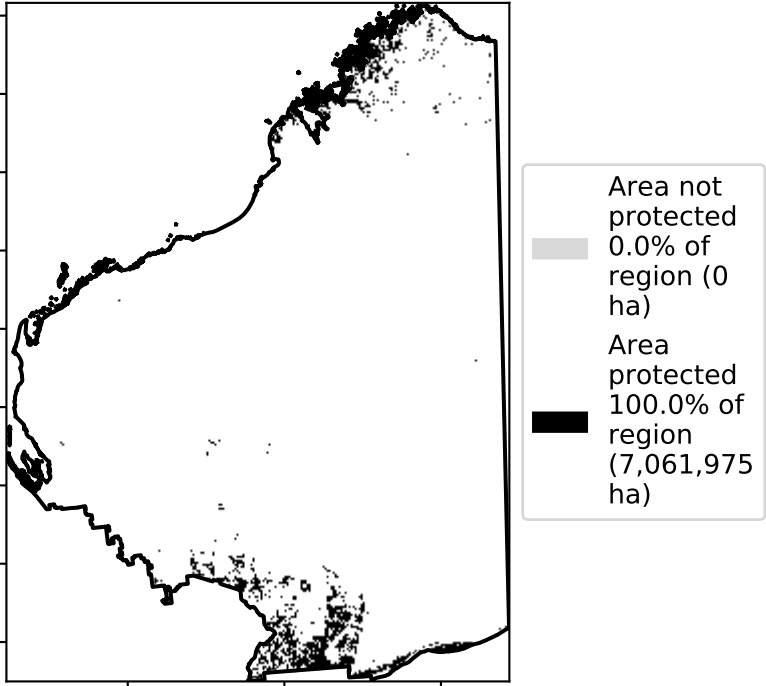 Area not
protected
0.0% of
region (0
ha)
Area
protected
100.0% of
region
(7,061,975
ha)